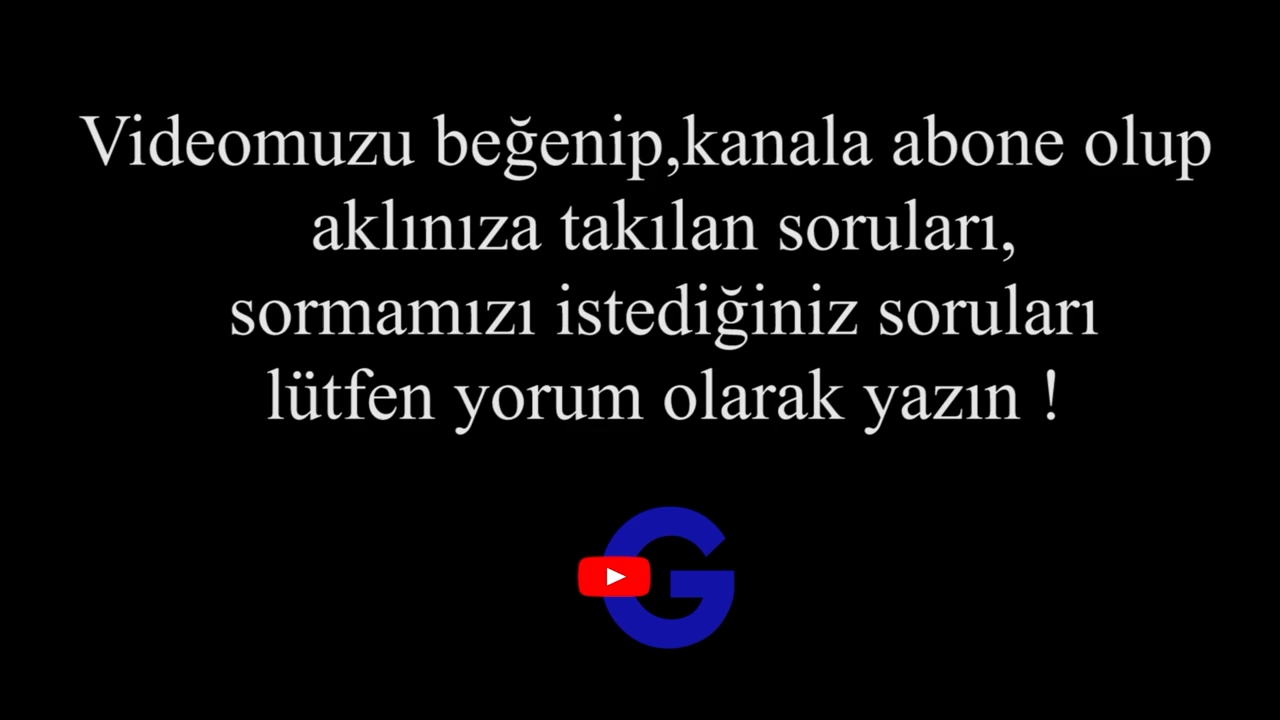 Videomuzu beğenip,kanala abone olup
aklınıza takılan soruları,
sormamızı istediğiniz soruları
lütfen yorum olarak yazın !
G